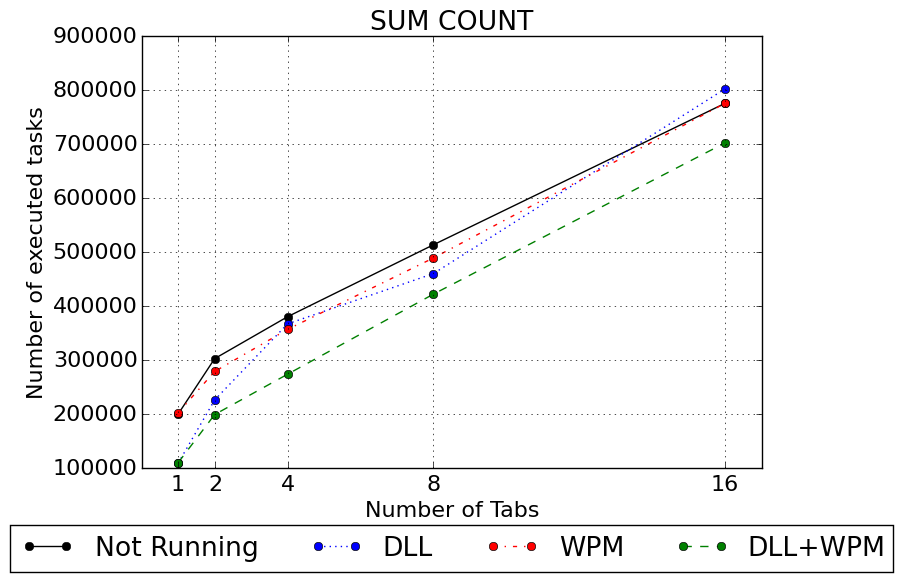 SUM COUNT
Number of executed tasks
900000
800000
700000
600000
500000
400000
300000
200000
100000
1 2 4 8 16
Number of Tabs
Not Running DLL WPM DLL+WPM